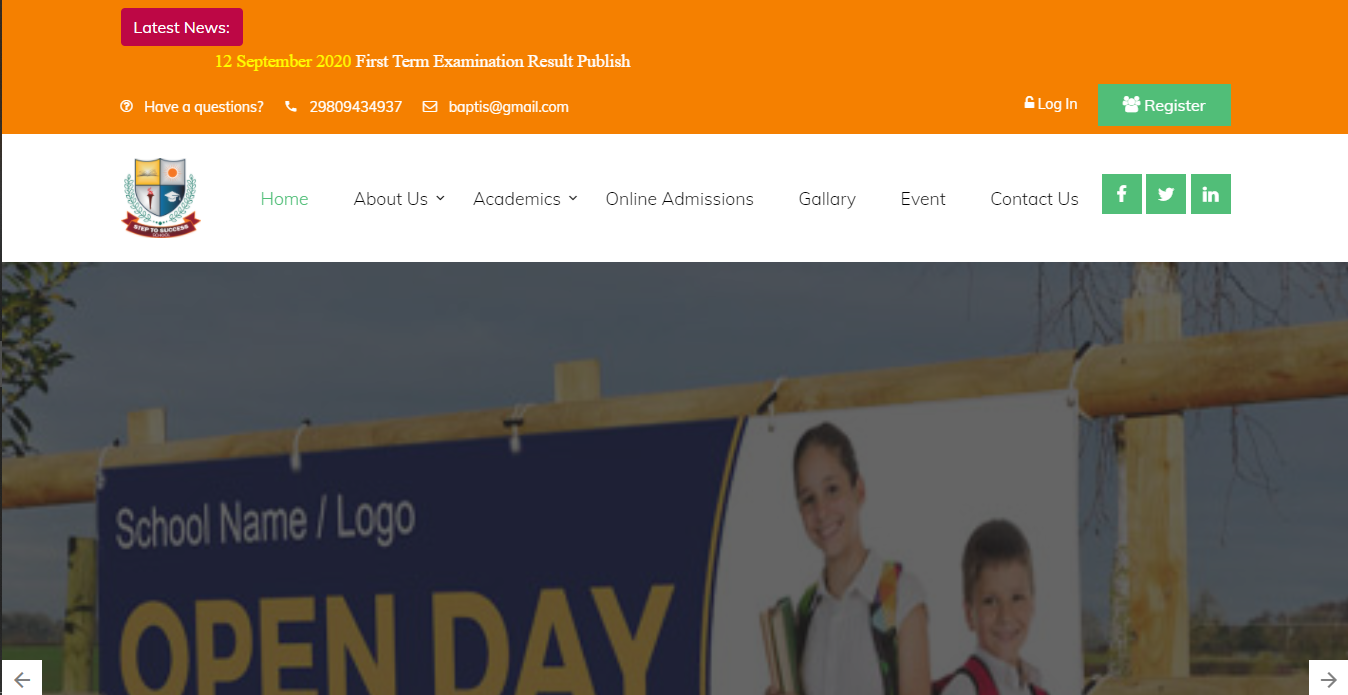 Latest News:
12 September 2020 First Term Examination Result Publish
Have a questions? 29809434937 baptis@gmail.com Log In Register
STEP TO SUCCESS
SCHOOL
Home About Us Academics Online Admissions Gallary Event Contact Us
School Name / Logo
OPEN DAY